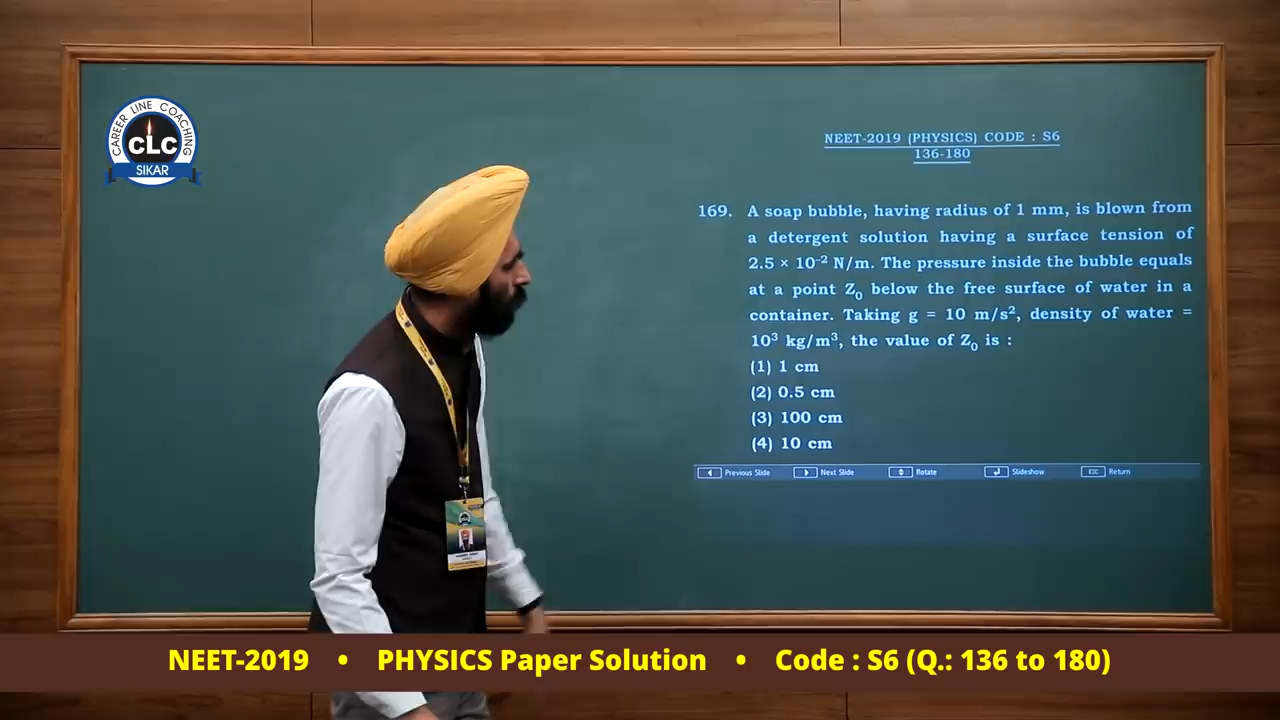 CAREER LINE COACHING
CLC
SIKAR
NEET-2019 (PHYSICS) CODE : S6
136-180
169. A soap bubble, having radius of 1 mm, is blown from
a detergent solution having a surface tension of
2.5 × 10⁻² N/m. The pressure inside the bubble equals
at a point Z₀ below the free surface of water in a
container. Taking g = 10 m/s², density of water =
10³ kg/m³, the value of Z₀ is :
(1) 1 cm
(2) 0.5 cm
(3) 100 cm
(4) 10 cm
Previous Slide Next Slide Rotate Slideshow ESC Return
NEET-2019 • PHYSICS Paper Solution • Code : S6 (Q.: 136 to 180)